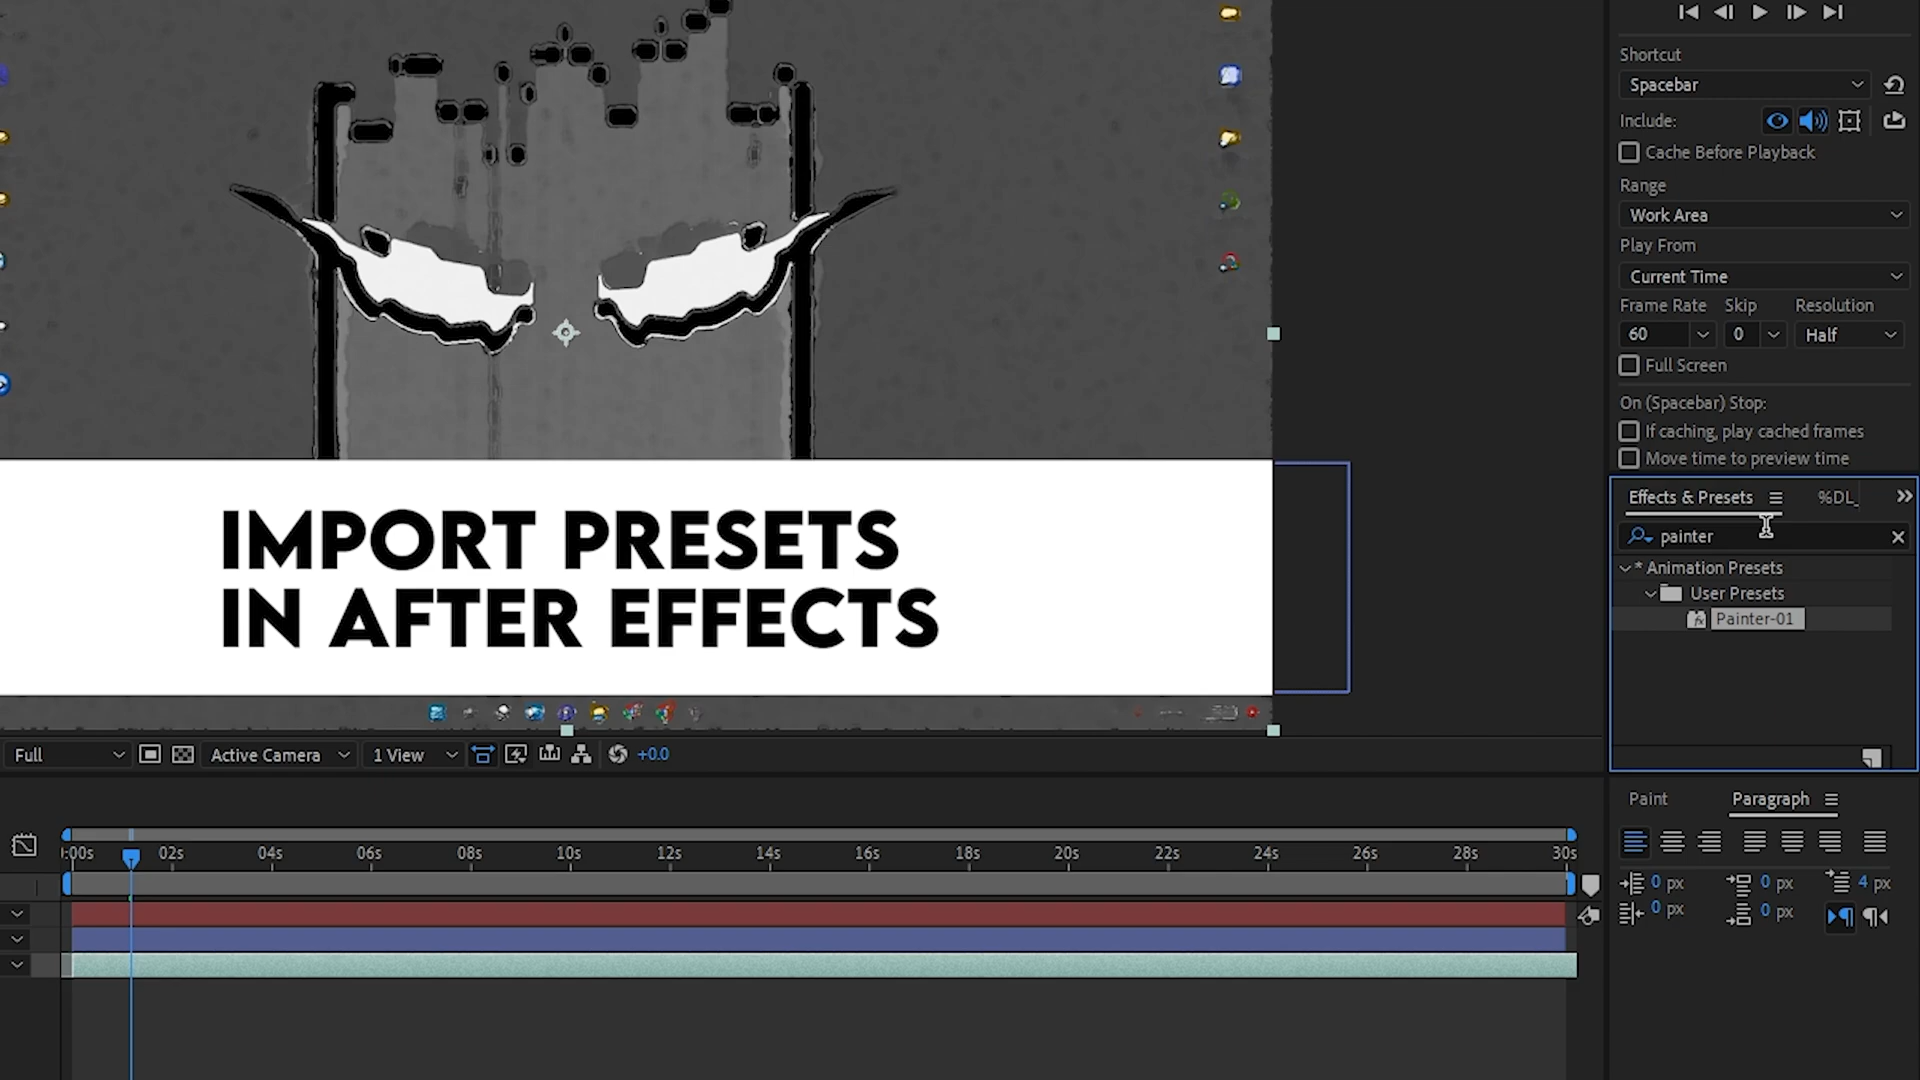 Shortcut
Spacebar
Include:
Cache Before Playback
Range
Work Area
Play From
Current Time
Frame Rate Skip Resolution
60 0 Half
Full Screen
On (Spacebar) Stop:
If caching, play cached frames
Move time to preview time
Effects & Presets %DL_
painter
* Animation Presets
User Presets
Painter-01
IMPORT PRESETS
IN AFTER EFFECTS
Full Active Camera 1 View +0.0
Paint Paragraph
0 px 0 px 4 px
0 px 0 px
:00s 02s 04s 06s 08s 10s 12s 14s 16s 18s 20s 22s 24s 26s 28s 30s